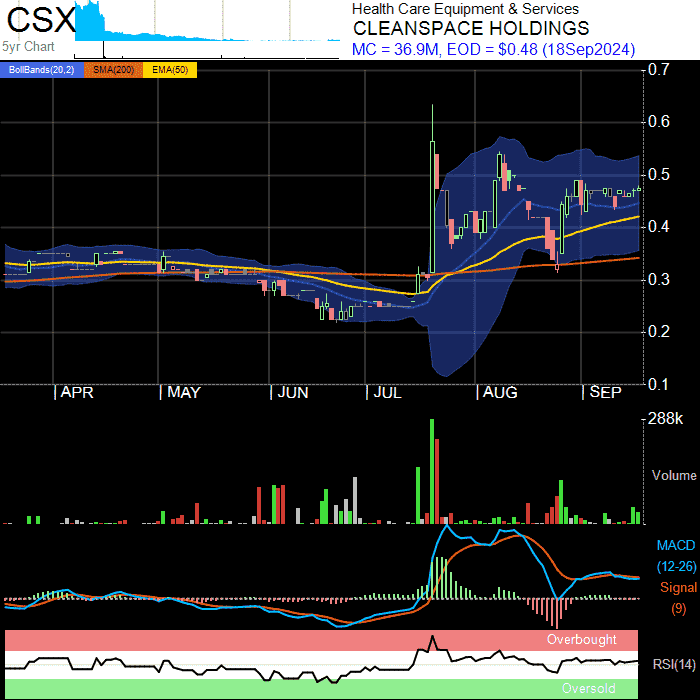 CSX
5yr Chart
Health Care Equipment & Services
CLEANSPACE HOLDINGS
MC = 36.9M, EOD = $0.48 (18Sep2024)
BollBands(20,2) SMA(200) EMA(50)
0.7
0.6
0.5
0.4
0.3
0.2
0.1
APR MAY JUN JUL AUG SEP
288k
Volume
MACD
(12-26)
Signal
(9)
Overbought
RSI(14)
Oversold